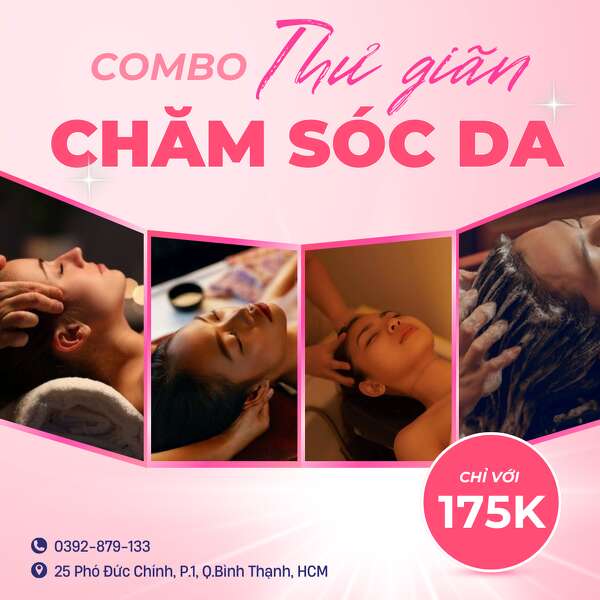 COMBO Thư giãn
CHĂM SÓC DA
CHỈ VỚI
175K
0392-879-133
25 Phó Đức Chính, P.1, Q.Bình Thạnh, HCM